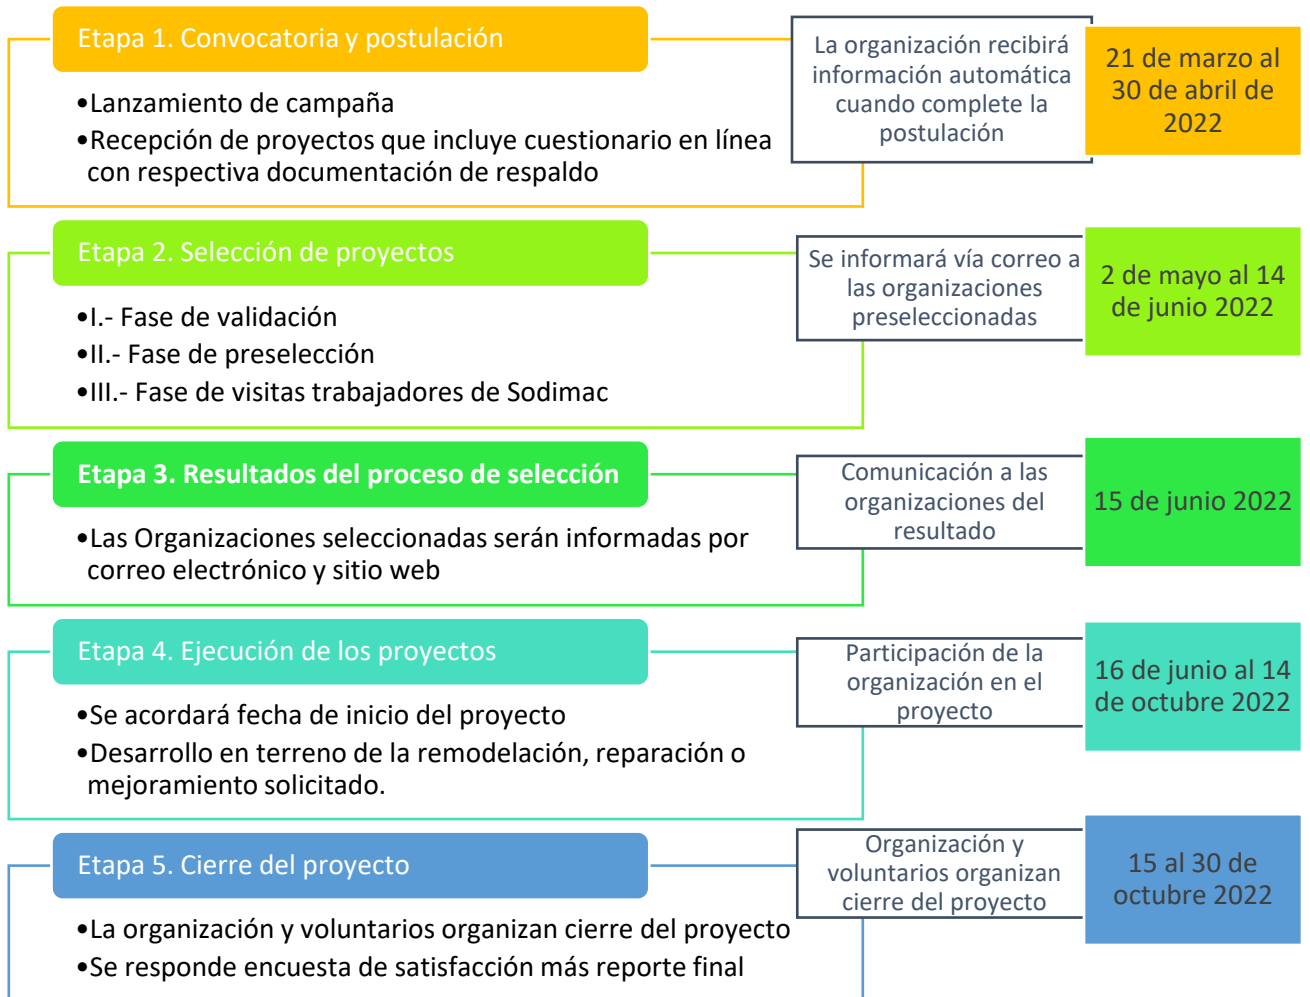 Etapa 1. Convocatoria y postulación
•Lanzamiento de campaña
•Recepción de proyectos que incluye cuestionario en línea
con respectiva documentación de respaldo
La organización recibirá
información automática
cuando complete la
postulación
21 de marzo al
30 de abril de
2022
Etapa 2. Selección de proyectos
•I.- Fase de validación
•II.- Fase de preselección
•III.- Fase de visitas trabajadores de Sodimac
Se informará vía correo a
las organizaciones
preseleccionadas
2 de mayo al 14
de junio 2022
Etapa 3. Resultados del proceso de selección
•Las Organizaciones seleccionadas serán informadas por
correo electrónico y sitio web
Comunicación a las
organizaciones del
resultado
15 de junio 2022
Etapa 4. Ejecución de los proyectos
•Se acordará fecha de inicio del proyecto
•Desarrollo en terreno de la remodelación, reparación o
mejoramiento solicitado.
Participación de la
organización en el
proyecto
16 de junio al 14
de octubre 2022
Etapa 5. Cierre del proyecto
•La organización y voluntarios organizan cierre del proyecto
•Se responde encuesta de satisfacción más reporte final
Organización y
voluntarios organizan
cierre del proyecto
15 al 30 de
octubre 2022